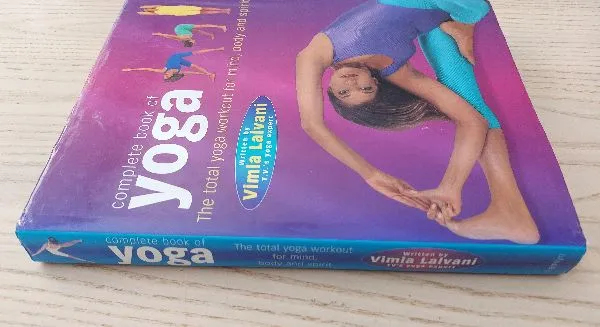 complete book of
yoga
The total yoga workout for mind, body and spirit
Written by
Vimla Lalvani
T.V.'s yoga expert
complete book of
yoga
The total yoga workout
for mind,
body and spirit
Written by
Vimla Lalvani
TV's yoga expert